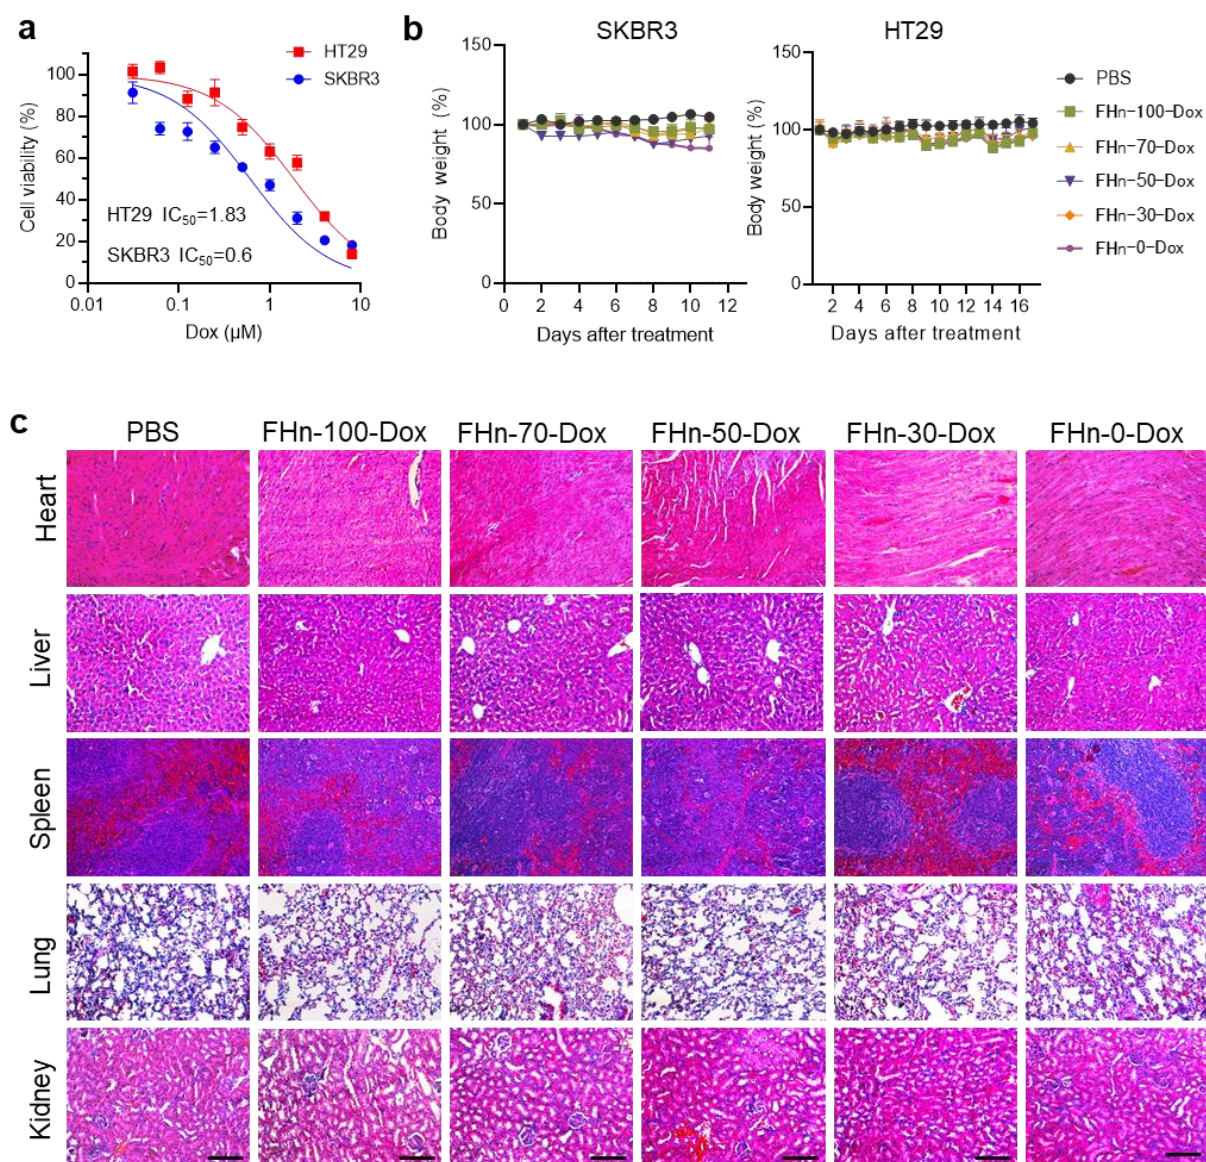 a
HT29
SKBR3
Cell viability (%)
100
80
60
40
20
0
HT29 IC50=1.83
SKBR3 IC50=0.6
0.01 0.1 1 10
Dox (µM)
b
SKBR3
Body weight (%)
150
100
50
0
0 2 4 6 8 10 12
Days after treatment
HT29
Body weight (%)
150
100
50
0
2 4 6 8 10 12 14 16
Days after treatment
PBS
FHn-100-Dox
FHn-70-Dox
FHn-50-Dox
FHn-30-Dox
FHn-0-Dox
c
PBS FHn-100-Dox FHn-70-Dox FHn-50-Dox FHn-30-Dox FHn-0-Dox
Heart
Liver
Spleen
Lung
Kidney